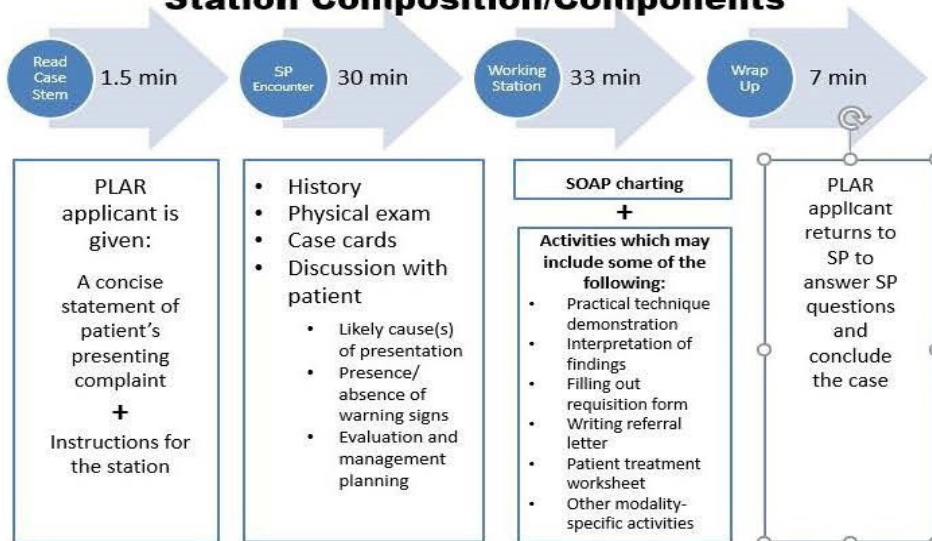 Station Composition/Components
Read
Case
Stem
1.5 min
SP
Encounter
30 min
Working
Station
33 min
Wrap
Up
7 min
PLAR
applicant is
given:
A concise
statement of
patient's
presenting
complaint
+
Instructions for
the station
• History
• Physical exam
• Case cards
• Discussion with
patient
• Likely cause(s)
of presentation
• Presence/
absence of
warning signs
• Evaluation and
management
planning
SOAP charting
+
Activities which may
include some of the
following:
• Practical technique
demonstration
• Interpretation of
findings
• Filling out
requisition form
• Writing referral
letter
• Patient treatment
worksheet
• Other modality-
specific activities
PLAR
applicant
returns to
SP to
answer SP
questions
and
conclude
the case